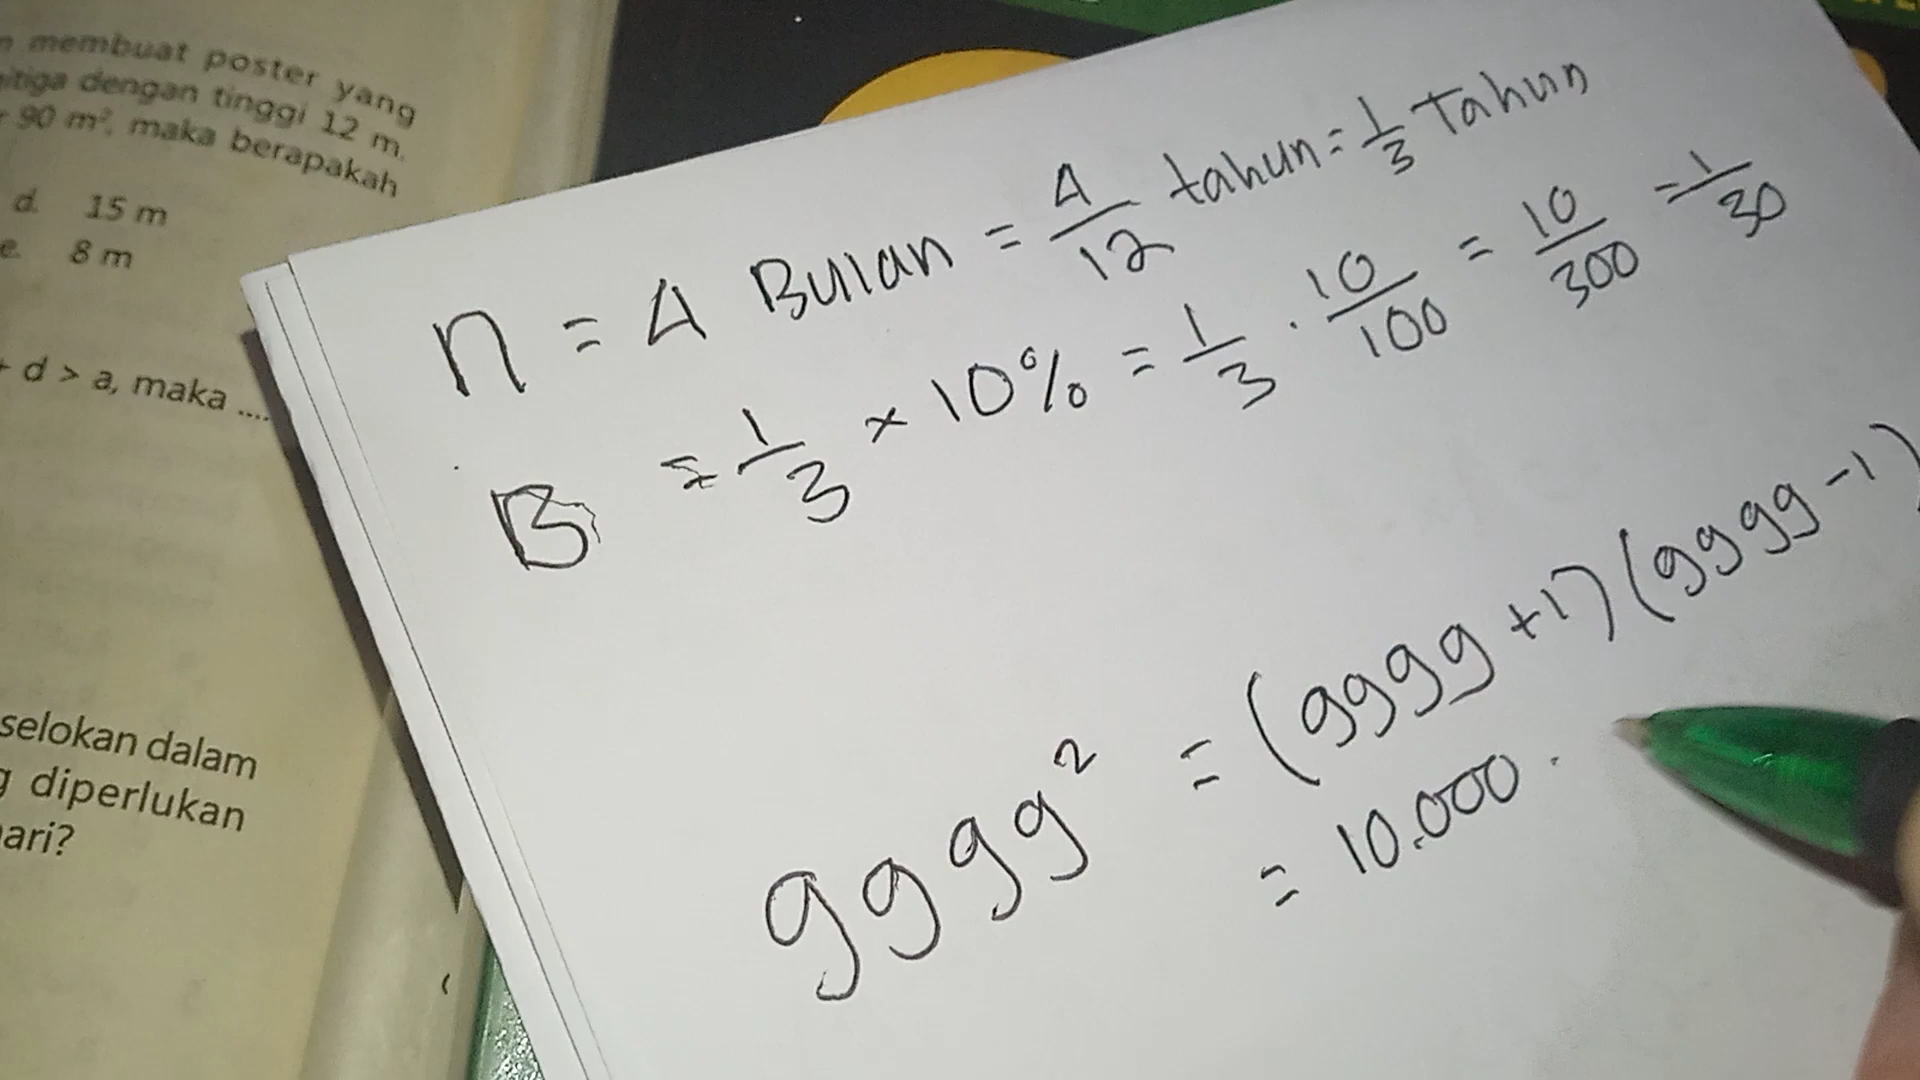 membuat poster yang
dengan tinggi 12 m.
90 m², maka berapakah
d. 15 m
e. 8 m
+ d > a, maka ....
selokan dalam
diperlukan
n = 4 Bulan = 4/12 tahun = 1/3 Tahun
B = 1/3 × 10% = 1/3 · 10/100 = 10/300 = 1/30
9999² = (9999 + 1) (9999 - 1)
= 10.000 .